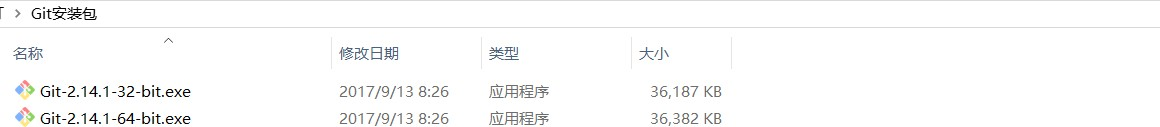 Git安装包
名称 修改日期 类型 大小
Git-2.14.1-32-bit.exe 2017/9/13 8:26 应用程序 36,187 KB
Git-2.14.1-64-bit.exe 2017/9/13 8:26 应用程序 36,382 KB